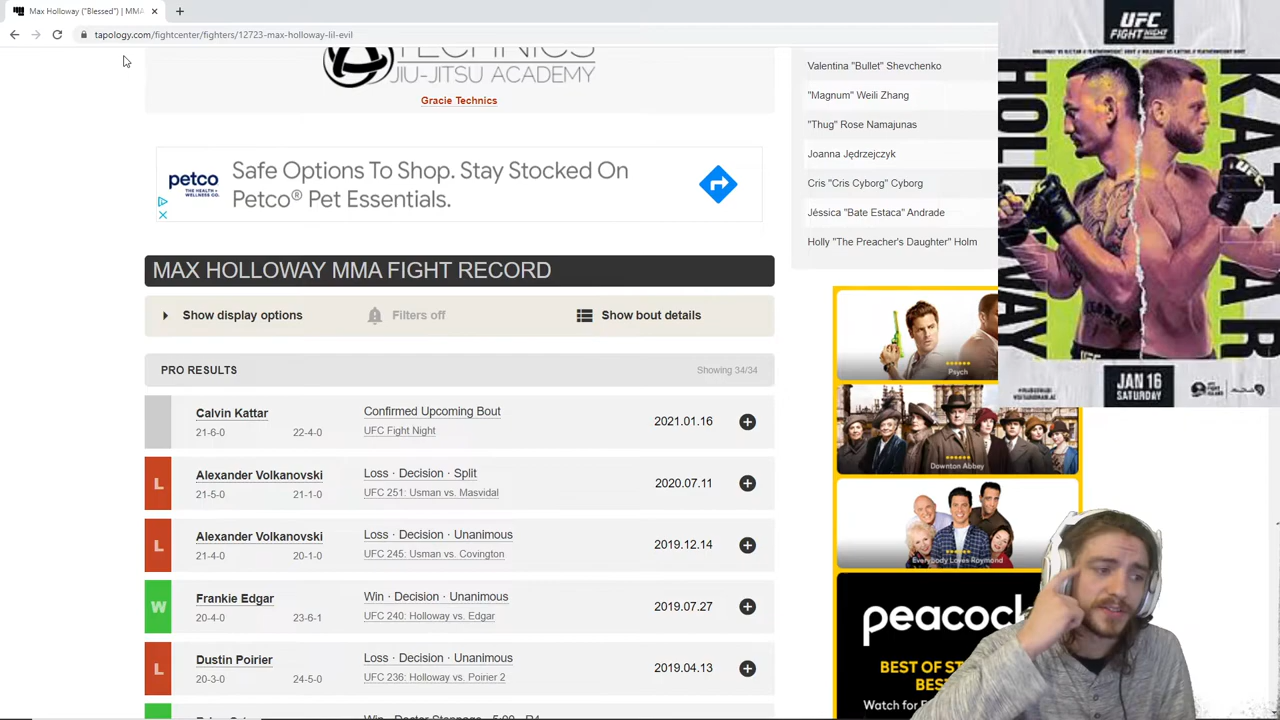 Max Holloway ("Blessed") | MMA
tapology.com/fightcenter/fighters/12723-max-holloway-lil-evil
JIU-JITSU ACADEMY
Gracie Technics
petco
THE HEALTH +
WELLNESS CO.
Safe Options To Shop. Stay Stocked On
Petco® Pet Essentials.
MAX HOLLOWAY MMA FIGHT RECORD
Show display options
Filters off
Show bout details
PRO RESULTS
Showing 34/34
Calvin Kattar
21-6-0
22-4-0
Confirmed Upcoming Bout
UFC Fight Night
2021.01.16
L
Alexander Volkanovski
21-5-0
21-1-0
Loss · Decision · Split
UFC 251: Usman vs. Masvidal
2020.07.11
L
Alexander Volkanovski
21-4-0
Loss · Decision · Unanimous
UFC 245: Usman vs. Covington
2019.12.14
W
Frankie Edgar
20-4-0
23-6-1
Win · Decision · Unanimous
UFC 240: Holloway vs. Edgar
2019.07.27
L
Dustin Poirier
24-5-0
Loss · Decision · Unanimous
UFC 236: Holloway vs. Poirier 2
2019.04.13
Valentina "Bullet" Shevchenko
"Magnum" Weili Zhang
"Thug" Rose Namajunas
Joanna Jędrzejczyk
Cris "Cris Cyborg" Cyborg
Jéssica "Bate Estaca" Andrade
Holly "The Preacher's Daughter" Holm
Psych
Downton Abbey
Everybody Loves Raymond
peacock
BEST OF
BES
Watch for
UFC
FIGHT NIGHT
HOLLOWAY
KATTAR
UFC
JAN 16
SATURDAY